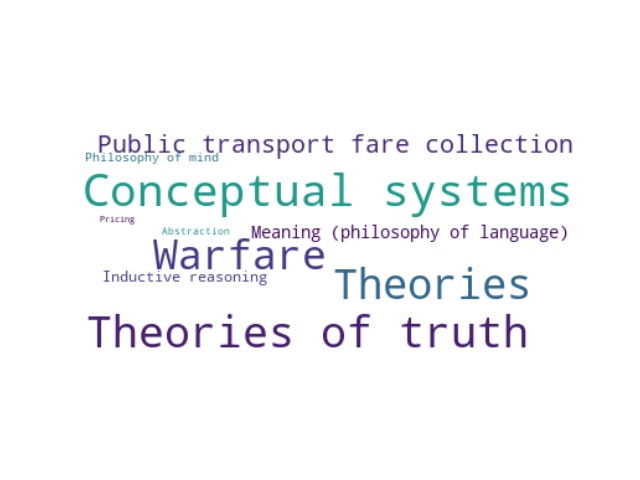 Public transport fare collection
Philosophy of mind
Conceptual systems
Pricing
Abstraction
Meaning (philosophy of language)
Warfare
Inductive reasoning
Theories
Theories of truth